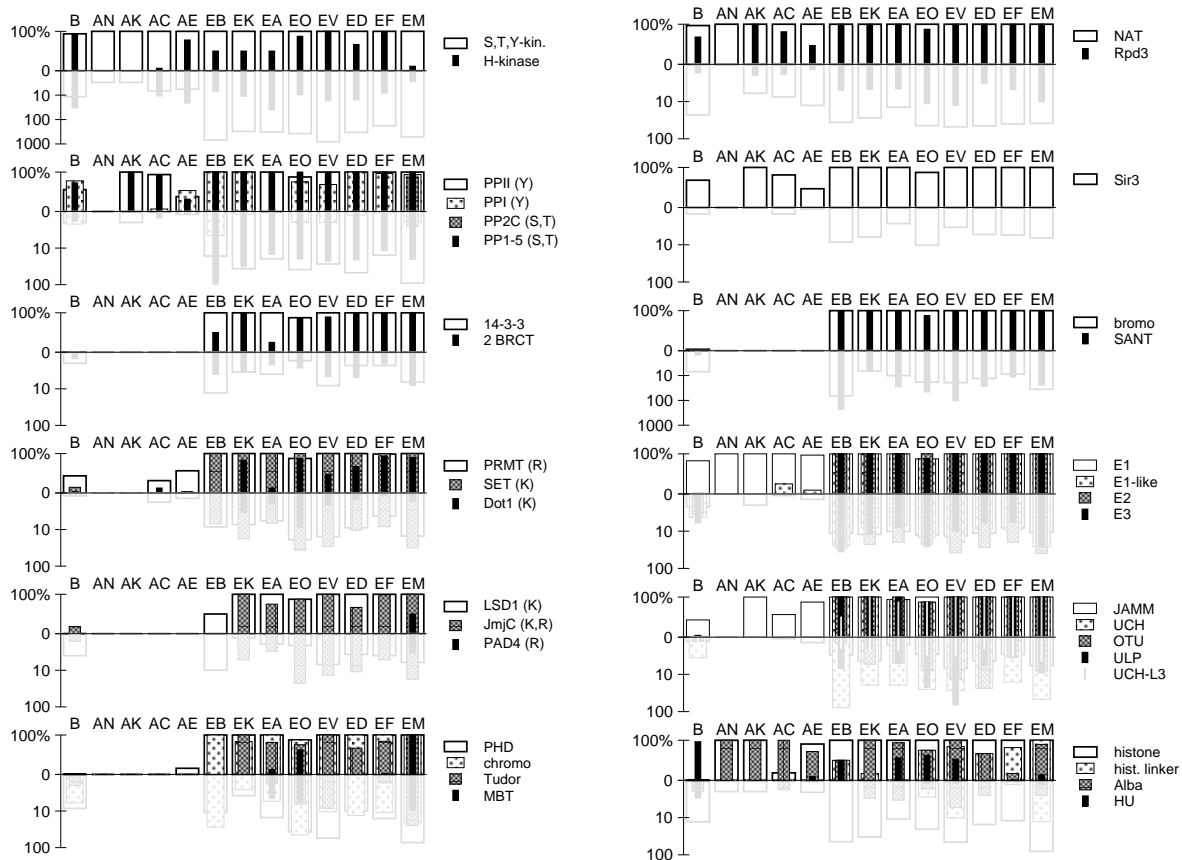 B AN AK AC AE EB EK EA EO EV ED EF EM
100%
0
10
1000
S,T,Y-kin.
H-kinase
B AN AK AC AE EB EK EA EO EV ED EF EM
100%
0
10
100
PPII (Y)
PPI (Y)
PP2C (S,T)
PP1-5 (S,T)
B AN AK AC AE EB EK EA EO EV ED EF EM
100%
0
10
100
14-3-3
2 BRCT
B AN AK AC AE EB EK EA EO EV ED EF EM
100%
0
10
100
PRMT (R)
SET (K)
Dot1 (K)
B AN AK AC AE EB EK EA EO EV ED EF EM
100%
0
10
100
LSD1 (K)
JmjC (K,R)
PAD4 (R)
B AN AK AC AE EB EK EA EO EV ED EF EM
100%
0
10
100
PHD
chromo
Tudor
MBT
B AN AK AC AE EB EK EA EO EV ED EF EM
100%
0
10
100
NAT
Rpd3
B AN AK AC AE EB EK EA EO EV ED EF EM
100%
0
10
100
Sir3
B AN AK AC AE EB EK EA EO EV ED EF EM
100%
0
10
1000
bromo
SANT
B AN AK AC AE EB EK EA EO EV ED EF EM
100%
0
10
100
E1
E1-like
E2
E3
B AN AK AC AE EB EK EA EO EV ED EF EM
100%
0
10
100
JAMM
UCH
OTU
ULP
UCH-L3
B AN AK AC AE EB EK EA EO EV ED EF EM
100%
0
10
100
histone
hist. linker
Alba
HU